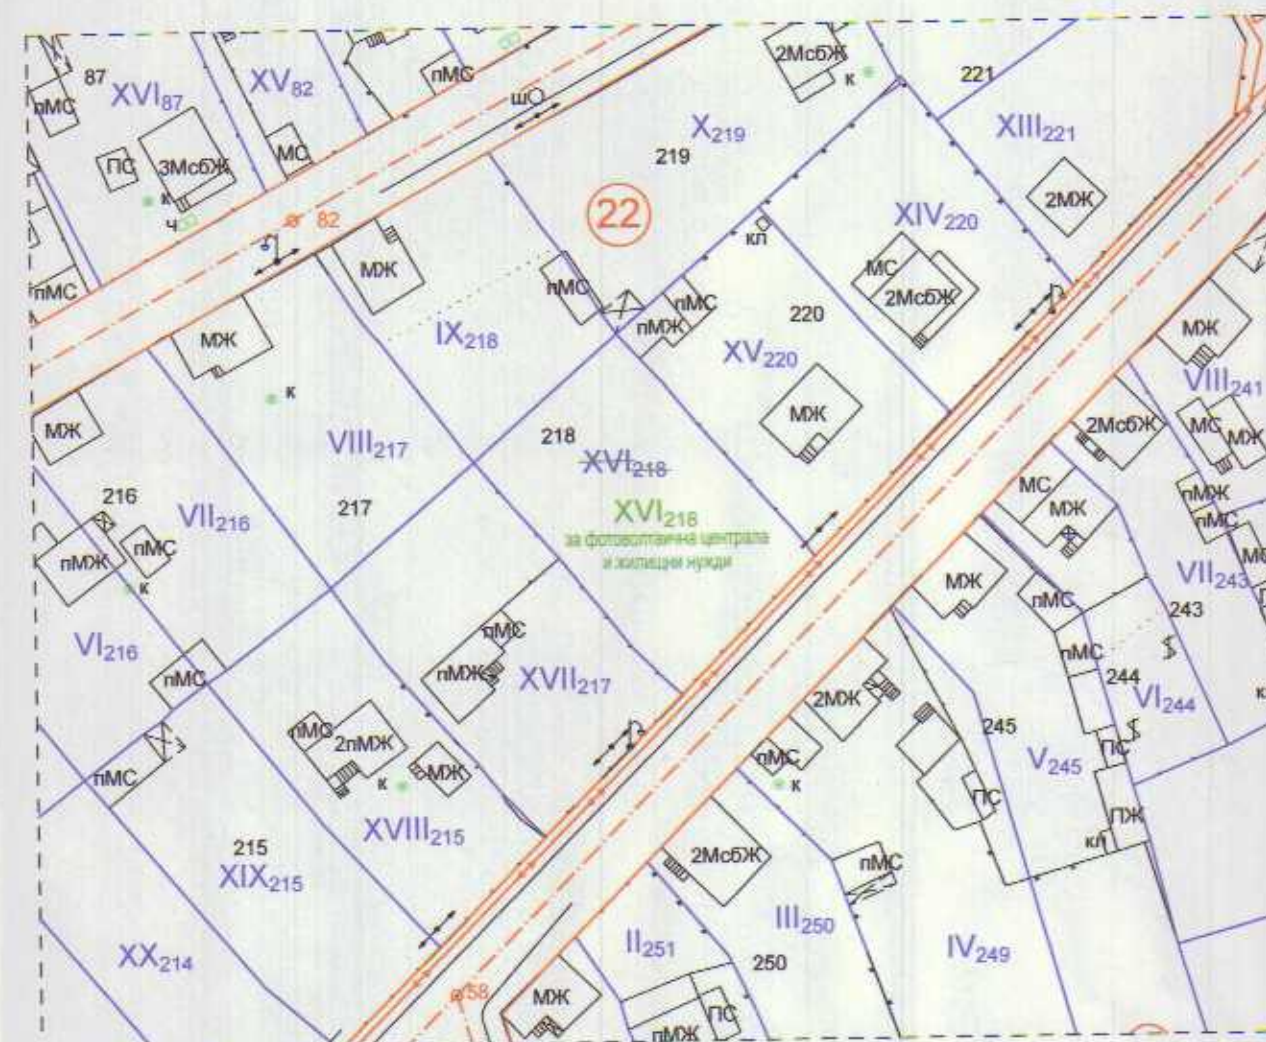 87
XVI87
пМС
XV82
пМС
2МсбЖ
к
221
XIII221
шО
X219
219
ПС
3МсбЖ
МС
к
ч
82
22
2МЖ
XIV220
кл
МС
2МсбЖ
пМС
МЖ
пМС
IX218
пМС
пМЖ
220
XV220
МЖ
МЖ
VIII241
МЖ
к
МЖ
VIII217
218
XVI218
МЖ
2МсбЖ
МС
МЖ
216
VII216
217
XVI218
за фотоволтаична централа
и жилищни нужди
МС
МЖ
пМЖ
пМС
пМЖ
пМС
к
МЖ
пМС
МС
VII243
243
VI216
пМС
пМС
пМЖ
XVII217
пМС
244
VI244
2МЖ
245
V245
пМС
2пМЖ
МЖ
к
пМС
к
ПС
ПС
ПЖ
кл
пМС
215
XIX215
XVIII215
2МсбЖ
пМС
III250
II251
250
IV249
XX214
58
МЖ
ПС
пМЖ